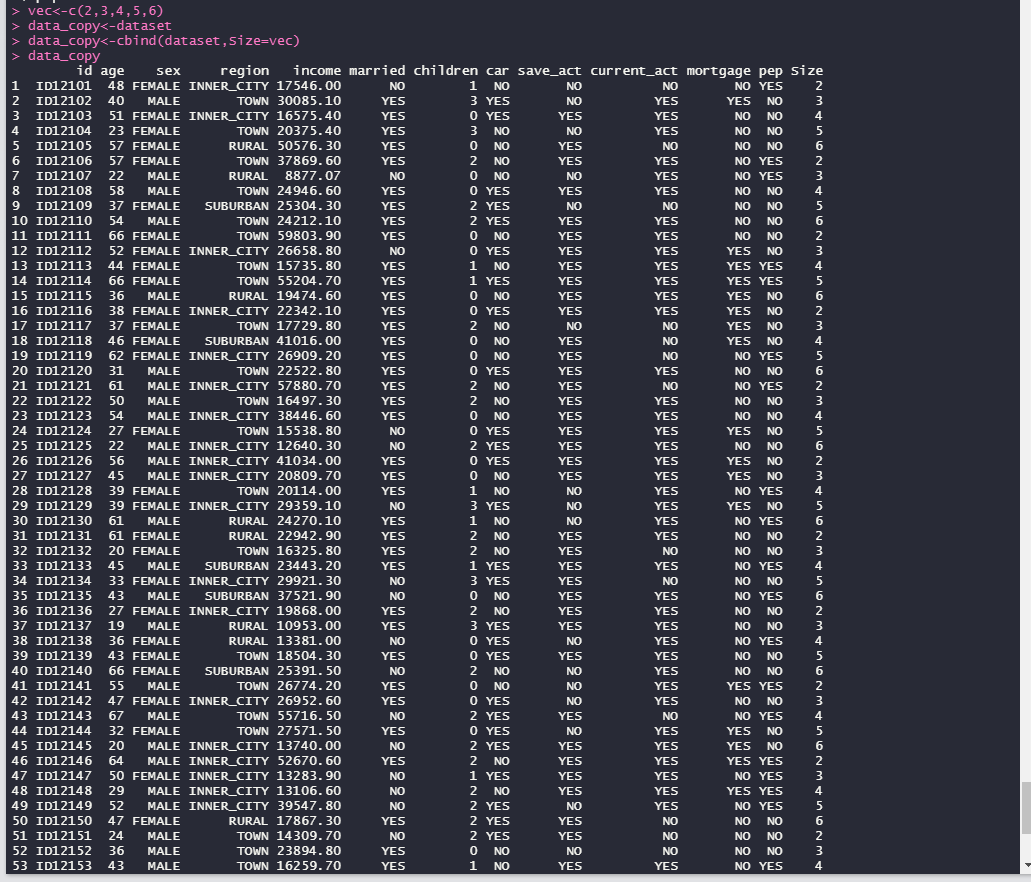 > vec<-c(2,3,4,5,6)
> data_copy<-dataset
> data_copy<-cbind(dataset,Size=vec)
> data_copy
id age sex region income married children car save_act current_act mortgage pep Size
1 ID12101 48 FEMALE INNER_CITY 17546.00 NO 1 NO NO NO NO YES 2
2 ID12102 40 MALE TOWN 30085.10 YES 3 YES NO YES YES NO 3
3 ID12103 51 FEMALE INNER_CITY 16575.40 YES 0 YES YES YES NO NO 4
4 ID12104 23 FEMALE TOWN 20375.40 YES 3 NO NO YES NO NO 5
5 ID12105 57 FEMALE RURAL 50576.30 YES 0 NO YES NO NO NO 6
6 ID12106 57 FEMALE TOWN 37869.60 YES 2 NO YES YES NO YES 2
7 ID12107 22 MALE RURAL 8877.07 NO 0 NO NO YES NO YES 3
8 ID12108 58 MALE TOWN 24946.60 YES 0 YES YES YES NO NO 4
9 ID12109 37 FEMALE SUBURBAN 25304.30 YES 2 YES NO NO NO NO 5
10 ID12110 54 MALE TOWN 24212.10 YES 2 YES YES YES NO NO 6
11 ID12111 66 FEMALE TOWN 59803.90 YES 0 NO YES YES NO NO 2
12 ID12112 52 FEMALE INNER_CITY 26658.80 NO 0 YES YES YES YES NO 3
13 ID12113 44 FEMALE TOWN 15735.80 YES 1 NO YES YES YES YES 4
14 ID12114 66 FEMALE TOWN 55204.70 YES 1 YES YES YES YES YES 5
15 ID12115 36 MALE RURAL 19474.60 YES 0 NO YES YES YES NO 6
16 ID12116 38 FEMALE INNER_CITY 22342.10 YES 0 YES YES YES YES NO 2
17 ID12117 37 FEMALE TOWN 17729.80 YES 2 NO NO NO YES NO 3
18 ID12118 46 FEMALE SUBURBAN 41016.00 YES 0 NO YES NO YES NO 4
19 ID12119 62 FEMALE INNER_CITY 26909.20 YES 0 NO YES NO NO YES 5
20 ID12120 31 MALE TOWN 22522.80 YES 0 YES YES YES NO NO 6
21 ID12121 61 MALE INNER_CITY 57880.70 YES 2 NO YES NO NO YES 2
22 ID12122 50 MALE TOWN 16497.30 YES 2 NO YES YES NO NO 3
23 ID12123 54 MALE INNER_CITY 38446.60 YES 0 NO YES YES NO NO 4
24 ID12124 27 FEMALE TOWN 15538.80 NO 0 YES YES YES YES NO 5
25 ID12125 22 MALE INNER_CITY 12640.30 NO 2 YES YES YES NO NO 6
26 ID12126 56 MALE INNER_CITY 41034.00 YES 0 YES YES YES YES NO 2
27 ID12127 45 MALE INNER_CITY 20809.70 YES 0 NO NO YES YES NO 3
28 ID12128 39 FEMALE TOWN 20114.00 YES 1 NO NO YES NO YES 4
29 ID12129 39 FEMALE INNER_CITY 29359.10 NO 3 YES NO YES YES NO 5
30 ID12130 61 MALE RURAL 24270.10 YES 1 NO NO YES NO YES 6
31 ID12131 61 FEMALE RURAL 22942.90 YES 2 NO YES YES NO NO 2
32 ID12132 20 FEMALE TOWN 16325.80 YES 2 NO YES NO NO NO 3
33 ID12133 45 MALE SUBURBAN 23443.20 YES 1 YES YES YES NO YES 4
34 ID12134 33 FEMALE INNER_CITY 29921.30 NO 3 YES YES NO NO NO 5
35 ID12135 43 MALE SUBURBAN 37521.90 NO 0 NO YES YES NO YES 6
36 ID12136 27 FEMALE INNER_CITY 19868.00 YES 2 NO YES YES NO NO 2
37 ID12137 19 MALE RURAL 10953.00 YES 3 YES YES YES NO NO 3
38 ID12138 36 FEMALE RURAL 13381.00 NO 0 YES NO YES NO YES 4
39 ID12139 43 FEMALE TOWN 18504.30 YES 0 YES YES YES NO NO 5
40 ID12140 66 FEMALE SUBURBAN 25391.50 NO 2 NO NO YES NO NO 6
41 ID12141 55 MALE TOWN 26774.20 YES 0 NO NO YES YES YES 2
42 ID12142 47 FEMALE INNER_CITY 26952.60 YES 0 YES NO YES NO NO 3
43 ID12143 67 MALE TOWN 55716.50 NO 2 YES YES NO NO YES 4
44 ID12144 32 FEMALE TOWN 27571.50 YES 0 YES NO YES YES NO 5
45 ID12145 20 MALE INNER_CITY 13740.00 NO 2 YES YES YES YES NO 6
46 ID12146 64 MALE INNER_CITY 52670.60 YES 2 NO YES YES YES YES 2
47 ID12147 50 FEMALE INNER_CITY 13283.90 NO 1 YES YES YES NO YES 3
48 ID12148 29 MALE INNER_CITY 13106.60 NO 2 NO YES YES YES YES 4
49 ID12149 52 MALE INNER_CITY 39547.80 NO 2 YES NO YES NO YES 5
50 ID12150 47 FEMALE RURAL 17867.30 YES 2 YES YES NO NO NO 6
51 ID12151 24 MALE TOWN 14309.70 NO 2 YES YES NO NO NO 2
52 ID12152 36 MALE TOWN 23894.80 NO 0 NO NO YES NO NO 3
53 ID12153 43 MALE TOWN 16259.70 YES 1 NO YES YES NO YES 4